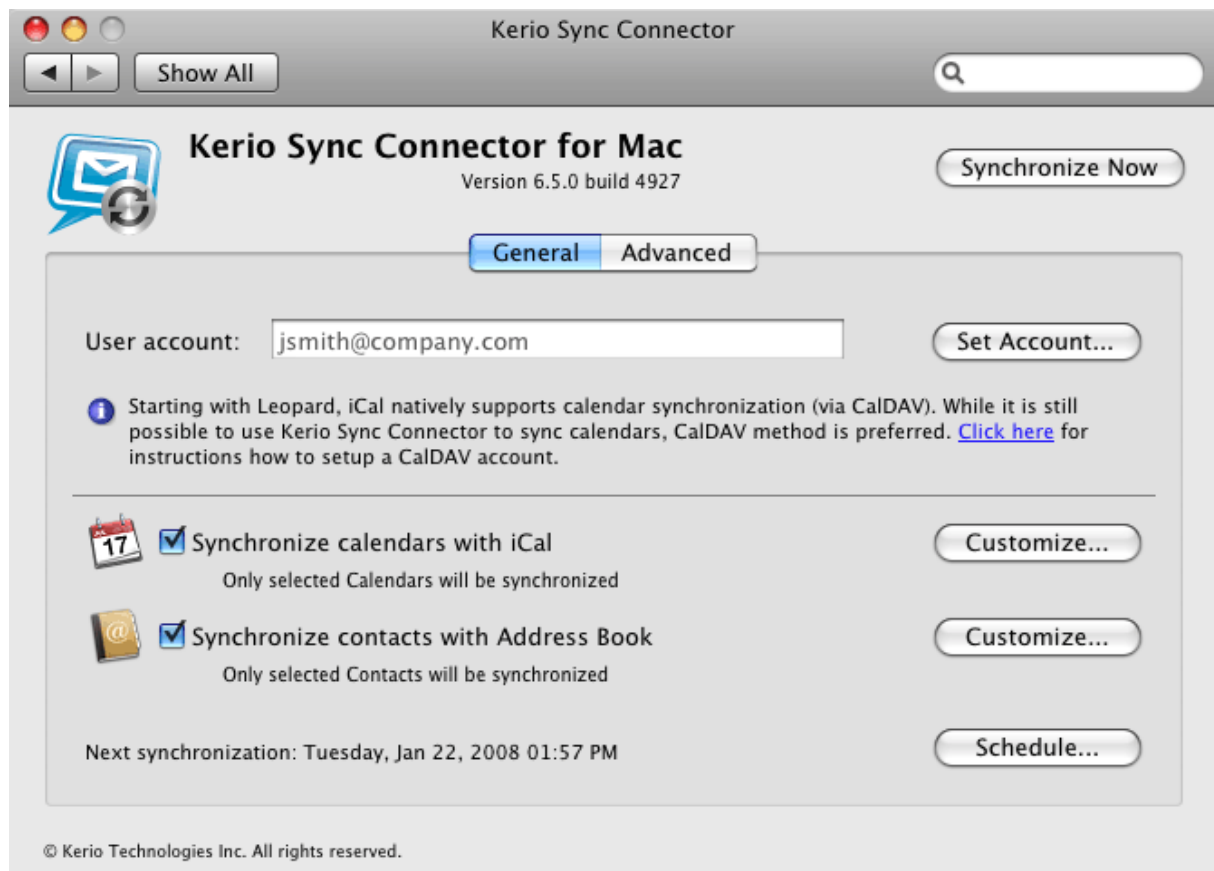 Kerio Sync Connector
Show All
Kerio Sync Connector for Mac
Version 6.5.0 build 4927
Synchronize Now
General Advanced
User account: jsmith@company.com Set Account...
Starting with Leopard, iCal natively supports calendar synchronization (via CalDAV). While it is still
possible to use Kerio Sync Connector to sync calendars, CalDAV method is preferred. Click here for
instructions how to setup a CalDAV account.
JUL
17
Synchronize calendars with iCal Customize...
Only selected Calendars will be synchronized
@
Synchronize contacts with Address Book Customize...
Only selected Contacts will be synchronized
Next synchronization: Tuesday, Jan 22, 2008 01:57 PM Schedule...
© Kerio Technologies Inc. All rights reserved.